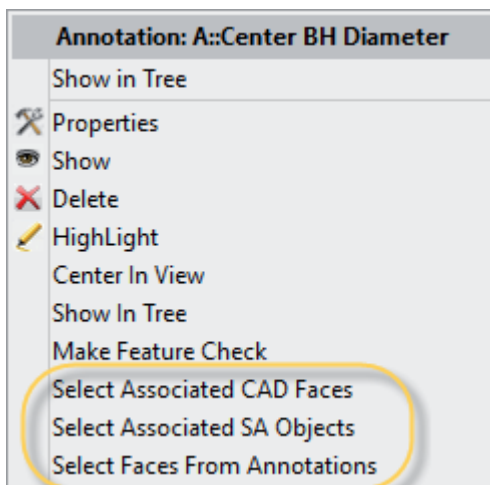 Annotation: A::Center BH Diameter
Show in Tree
Properties
Show
Delete
HighLight
Center In View
Show In Tree
Make Feature Check
Select Associated CAD Faces
Select Associated SA Objects
Select Faces From Annotations